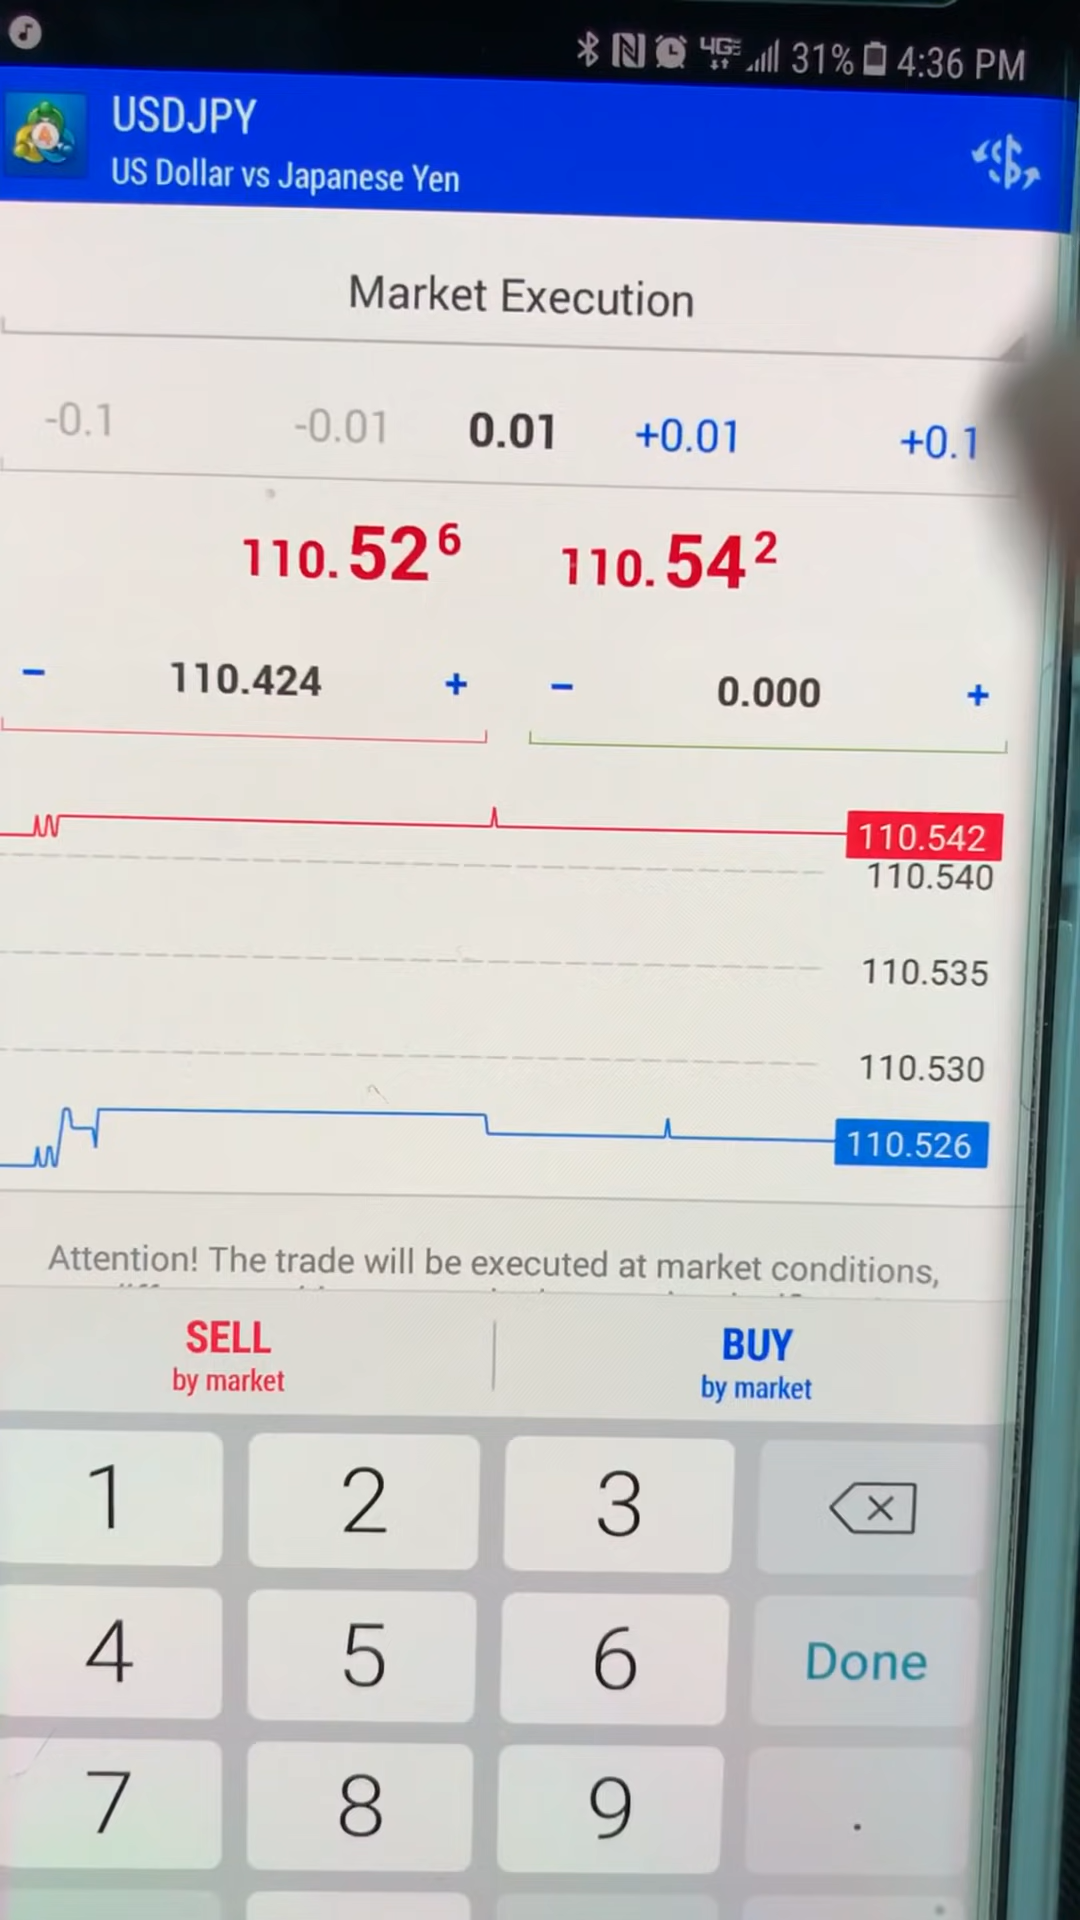 31% 4:36 PM
USDJPY
US Dollar vs Japanese Yen
Market Execution
-0.1 -0.01 0.01 +0.01 +0.1
110.526 110.542
- 110.424 + - 0.000 +
110.542
110.540
110.535
110.530
110.526
Attention! The trade will be executed at market conditions,
SELL BUY
by market by market
1 2 3
4 5 6 Done
7 8 9 .